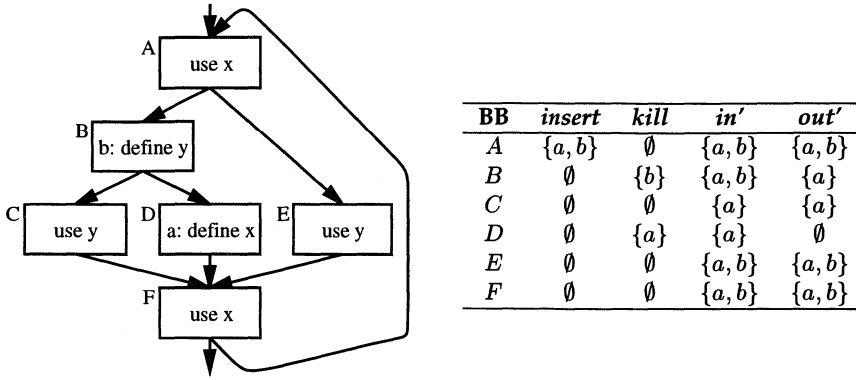 A
use x
B
b: define y
C
use y
D
a: define x
E
use y
F
use x
BB insert kill in' out'
A {a, b} ∅ {a, b} {a, b}
B ∅ {b} {a, b} {a}
C ∅ ∅ {a} {a}
D ∅ {a} {a} ∅
E ∅ ∅ {a, b} {a, b}
F ∅ ∅ {a, b} {a, b}